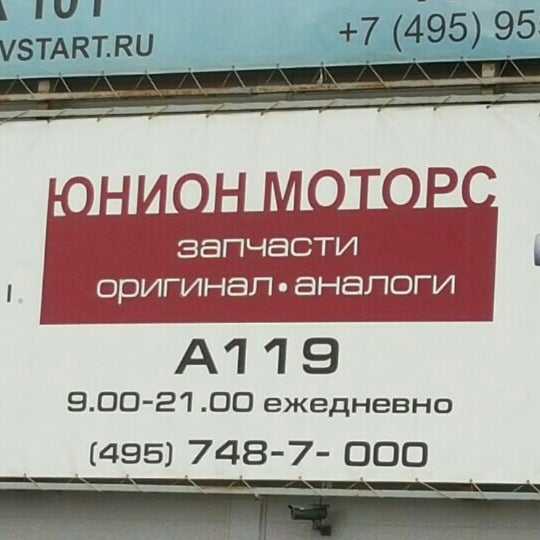 VSTART.RU
+7 (495) 95
ЮНИОН МОТОРС
запчасти
оригинал•аналоги
А119
9.00-21.00 ежедневно
(495) 748-7- 000